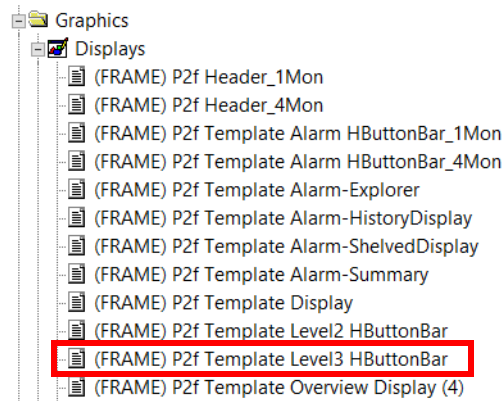 Graphics
Displays
(FRAME) P2f Header_1Mon
(FRAME) P2f Header_4Mon
(FRAME) P2f Template Alarm HButtonBar_1Mon
(FRAME) P2f Template Alarm HButtonBar_4Mon
(FRAME) P2f Template Alarm-Explorer
(FRAME) P2f Template Alarm-HistoryDisplay
(FRAME) P2f Template Alarm-ShelvedDisplay
(FRAME) P2f Template Alarm-Summary
(FRAME) P2f Template Display
(FRAME) P2f Template Level2 HButtonBar
(FRAME) P2f Template Level3 HButtonBar
(FRAME) P2f Template Overview Display (4)